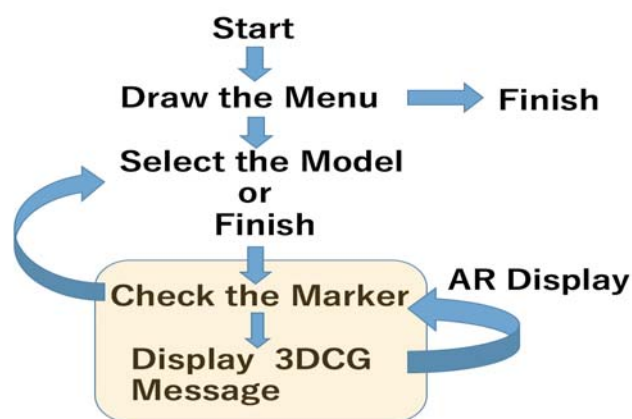 Start
Draw the Menu
Finish
Select the Model
or
Finish
Check the Marker
AR Display
Display 3DCG
Message